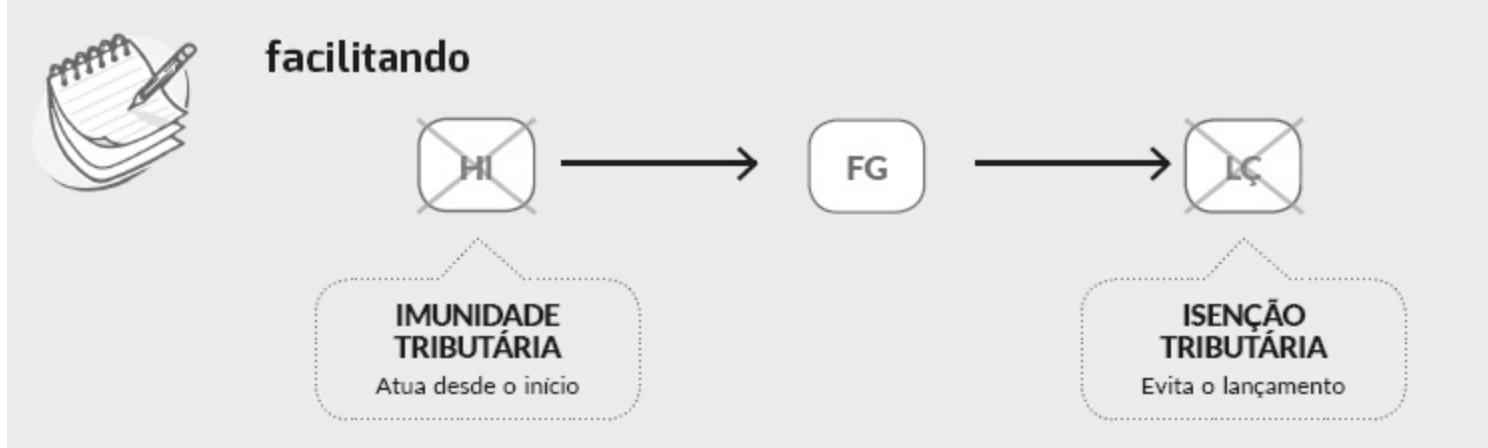 facilitando
HI
FG
LÇ
IMUNIDADE
TRIBUTÁRIA
Atua desde o início
ISENÇÃO
TRIBUTÁRIA
Evita o lançamento